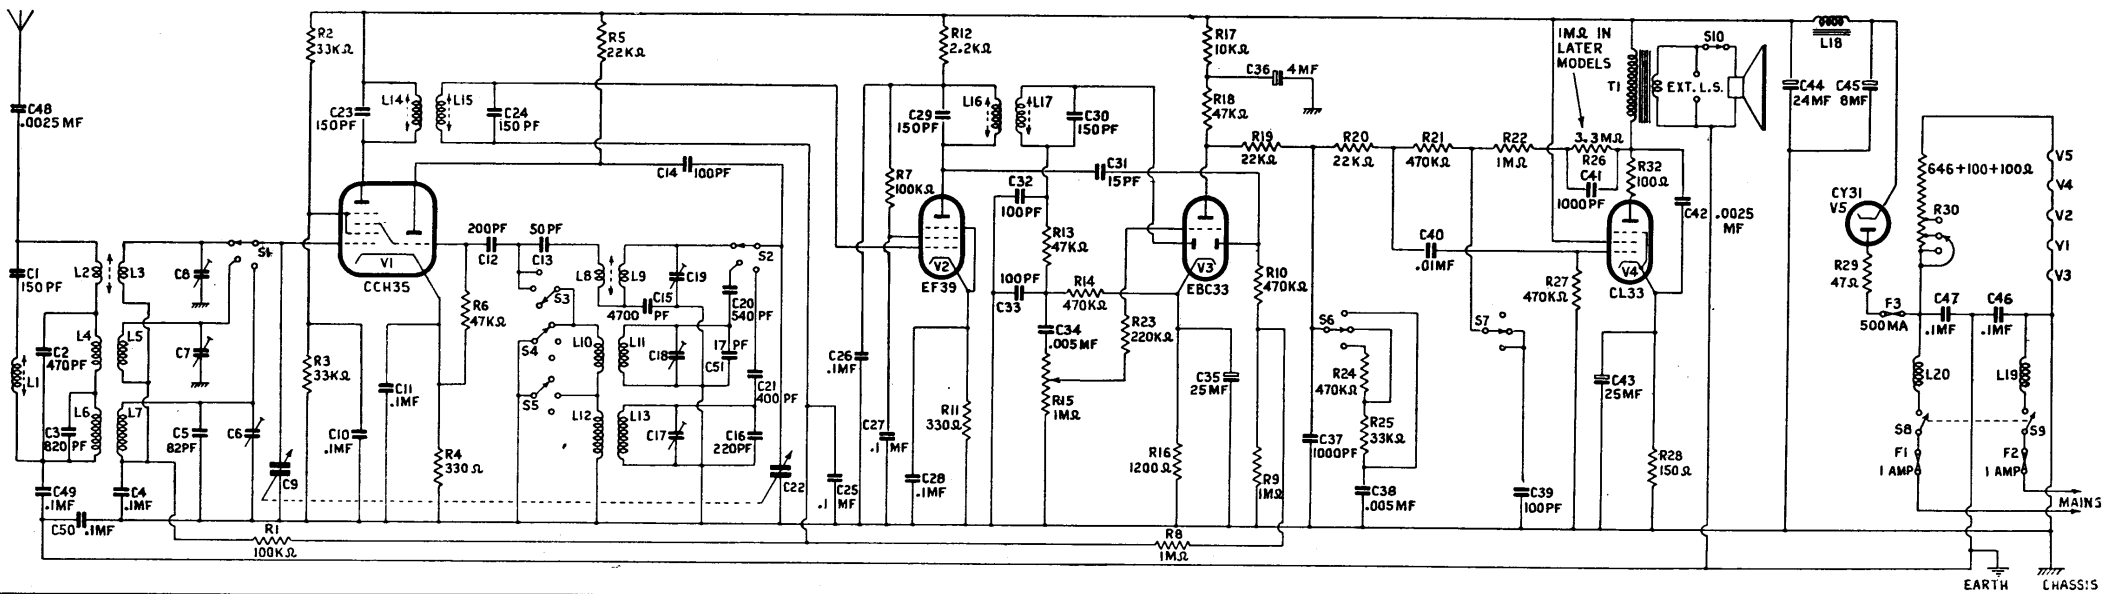 C48
.0025 MF
C1
150 PF
L1
L2
L3
C2
470PF
L4
L5
L6
L7
C3
820 PF
C49
.1MF
C50 .1MF
C4
.1MF
C8
C7
C5
82PF
C6
S1
C9
R1
100KΩ
R2
33KΩ
R3
33KΩ
C10
.1MF
C23
150PF
L14
L15
C24
150 PF
V1
CCH35
C11
.1MF
R4
330 Ω
R6
47KΩ
R5
22KΩ
C14
100PF
200PF
C12
50PF
C13
S3
S4
S5
L8
L9
C15
4700
PF
L10
L11
L12
L13
C19
C18
C17
C20
540 PF
17 PF
C51
C21
400 PF
C16
220PF
S2
C22
C25
.1 MF
C26
.1MF
R7
100KΩ
C27
.1 MF
R12
2.2KΩ
C29
150PF
L16
L17
C30
150PF
V2
EF39
C28
.1MF
R11
330Ω
C31
15PF
C32
100PF
R13
47KΩ
100 PF
C33
R14
470KΩ
C34
.005MF
R15
1MΩ
R23
220KΩ
V3
EBC33
R16
1200Ω
C35
25MF
R8
1MΩ
R9
1MΩ
R10
470KΩ
R17
10KΩ
C36 4MF
R18
47KΩ
R19
22KΩ
R20
22KΩ
R21
470KΩ
R22
1MΩ
1MΩ IN
LATER
MODELS
3.3MΩ
R26
C41
1000PF
C40
.01MF
S6
R24
470KΩ
R25
33KΩ
C37
1000PF
C38
.005MF
S7
C39
100PF
R27
470KΩ
R32
100Ω
V4
CL33
C42 .0025
MF
C43
25MF
R28
150Ω
T1
EXT. L.S.
S10
L18
C44
24MF
C45
8MF
CY31
V5
R29
47Ω
F3
500MA
646+100+100Ω
R30
V5
V4
V2
V1
V3
C47
.1MF
C46
.1MF
L20
L19
S8
S9
F1
1 AMP
F2
1 AMP
MAINS
EARTH
CHASSIS